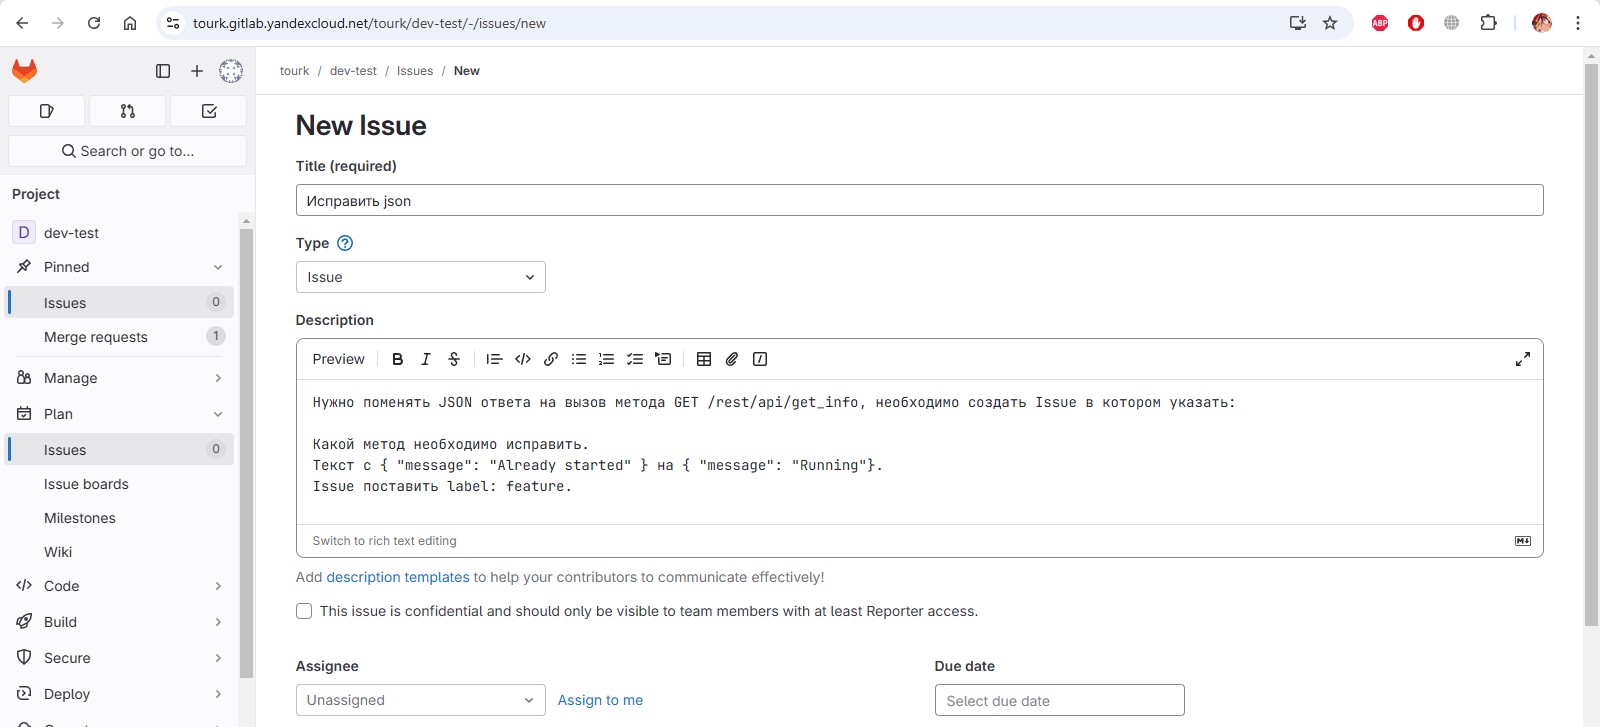 tourk.gitlab.yandexcloud.net/tourk/dev-test/-/issues/new
ABP
tourk / dev-test / Issues / New
Search or go to...
Project
D dev-test
Pinned
Issues 0
Merge requests 1
Manage
Plan
Issues 0
Issue boards
Milestones
Wiki
Code
Build
Secure
Deploy
New Issue
Title (required)
Исправить json
Type ?
Issue
Description
Preview B I S
Нужно поменять JSON ответа на вызов метода GET /rest/api/get_info, необходимо создать Issue в котором указать:
Какой метод необходимо исправить.
Текст с { "message": "Already started" } на { "message": "Running"}.
Issue поставить label: feature.
Switch to rich text editing
Add description templates to help your contributors to communicate effectively!
This issue is confidential and should only be visible to team members with at least Reporter access.
Assignee
Unassigned Assign to me
Due date
Select due date